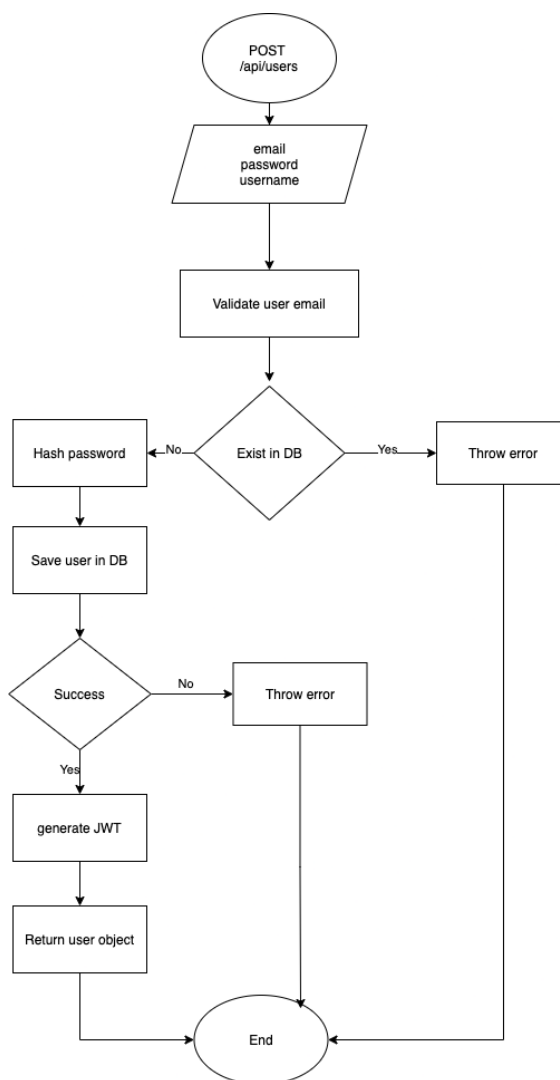 POST
/api/users
email
password
username
Validate user email
Exist in DB
No
Yes
Hash password
Throw error
Save user in DB
Success
No
Throw error
Yes
generate JWT
Return user object
End